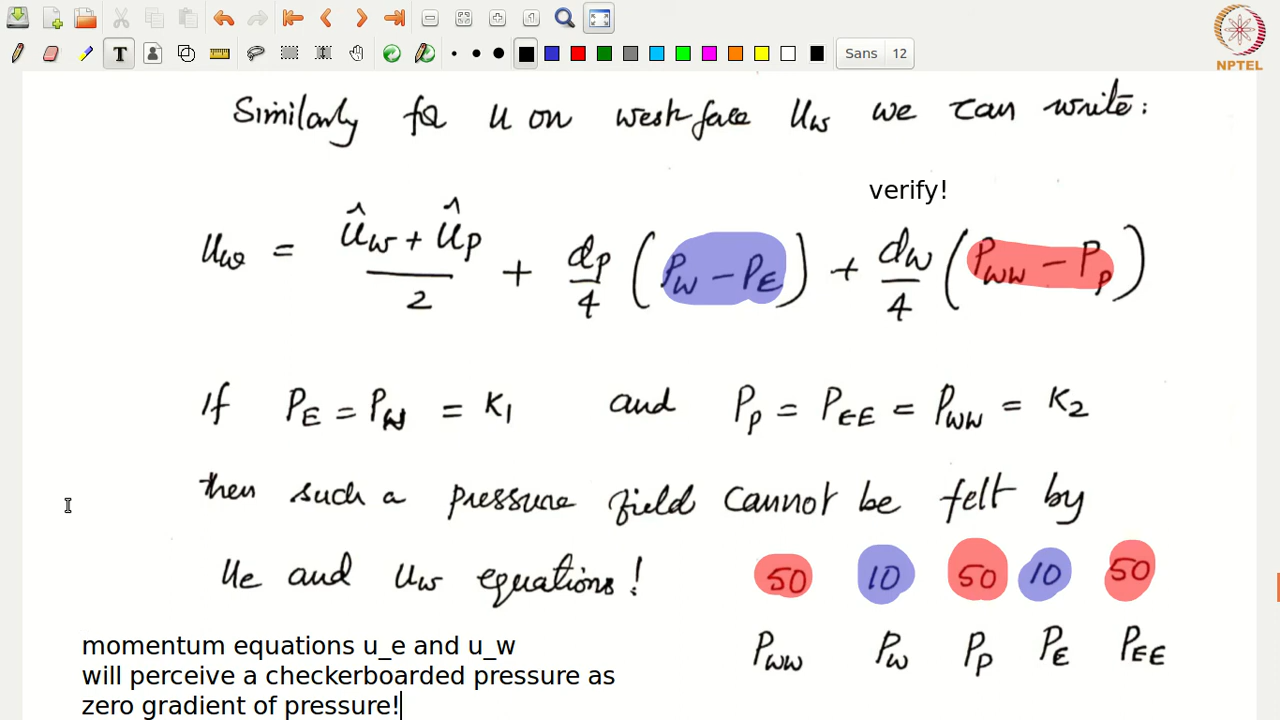 Sans 12
NPTEL
Similarly for u on west face u_w we can write:
verify!
u_w = (û_W + û_P)/2 + d_P/4 (P_W − P_E) + d_W/4 (P_WW − P_P)
If P_E = P_W = K_1 and P_P = P_EE = P_WW = K_2
then such a pressure field cannot be felt by
u_e and u_w equations!
50 10 50 10 50
P_WW P_W P_P P_E P_EE
momentum equations u_e and u_w
will perceive a checkerboarded pressure as
zero gradient of pressure!